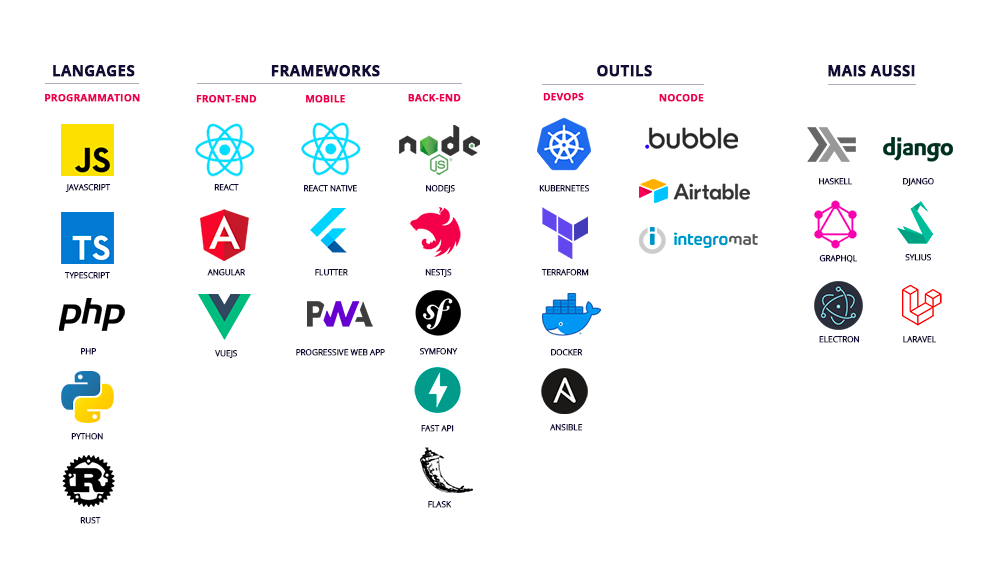 LANGAGES
PROGRAMMATION
JS
JAVASCRIPT
TS
TYPESCRIPT
php
PHP
PYTHON
R
RUST
FRAMEWORKS
FRONT-END
REACT
A
ANGULAR
VUEJS
MOBILE
REACT NATIVE
FLUTTER
PWA
PROGRESSIVE WEB APP
BACK-END
node
JS
NODEJS
NESTJS
sf
SYMFONY
FAST API
FLASK
OUTILS
DEVOPS
KUBERNETES
TERRAFORM
DOCKER
A
ANSIBLE
NOCODE
.bubble
Airtable
i integromat
MAIS AUSSI
HASKELL
django
DJANGO
GRAPHQL
SYLIUS
ELECTRON
LARAVEL